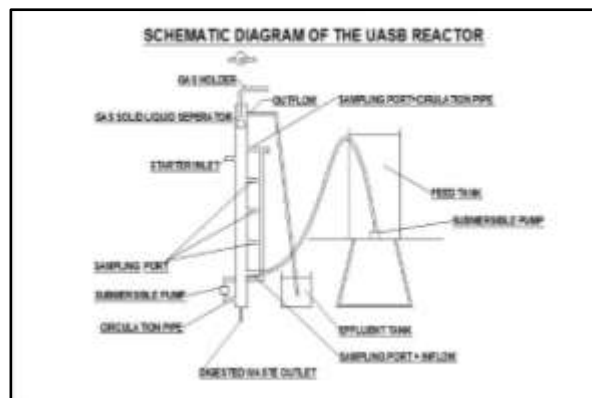 SCHEMATIC DIAGRAM OF THE UASB REACTOR
GAS HOLDER
OUTFLOW
SAMPLING PORT+CIRULATION PIPE
GAS SOLID LIQUID SEPERATOR
STARTER INLET
FEED TANK
SUBMERSIBLE PUMP
SAMPLING PORT
SUBMERSIBLE PUMP
CIRCULATION PIPE
EFFLUENT TANK
SAMPLING PORT + INFLOW
DIGESTED WASTE OUTLET